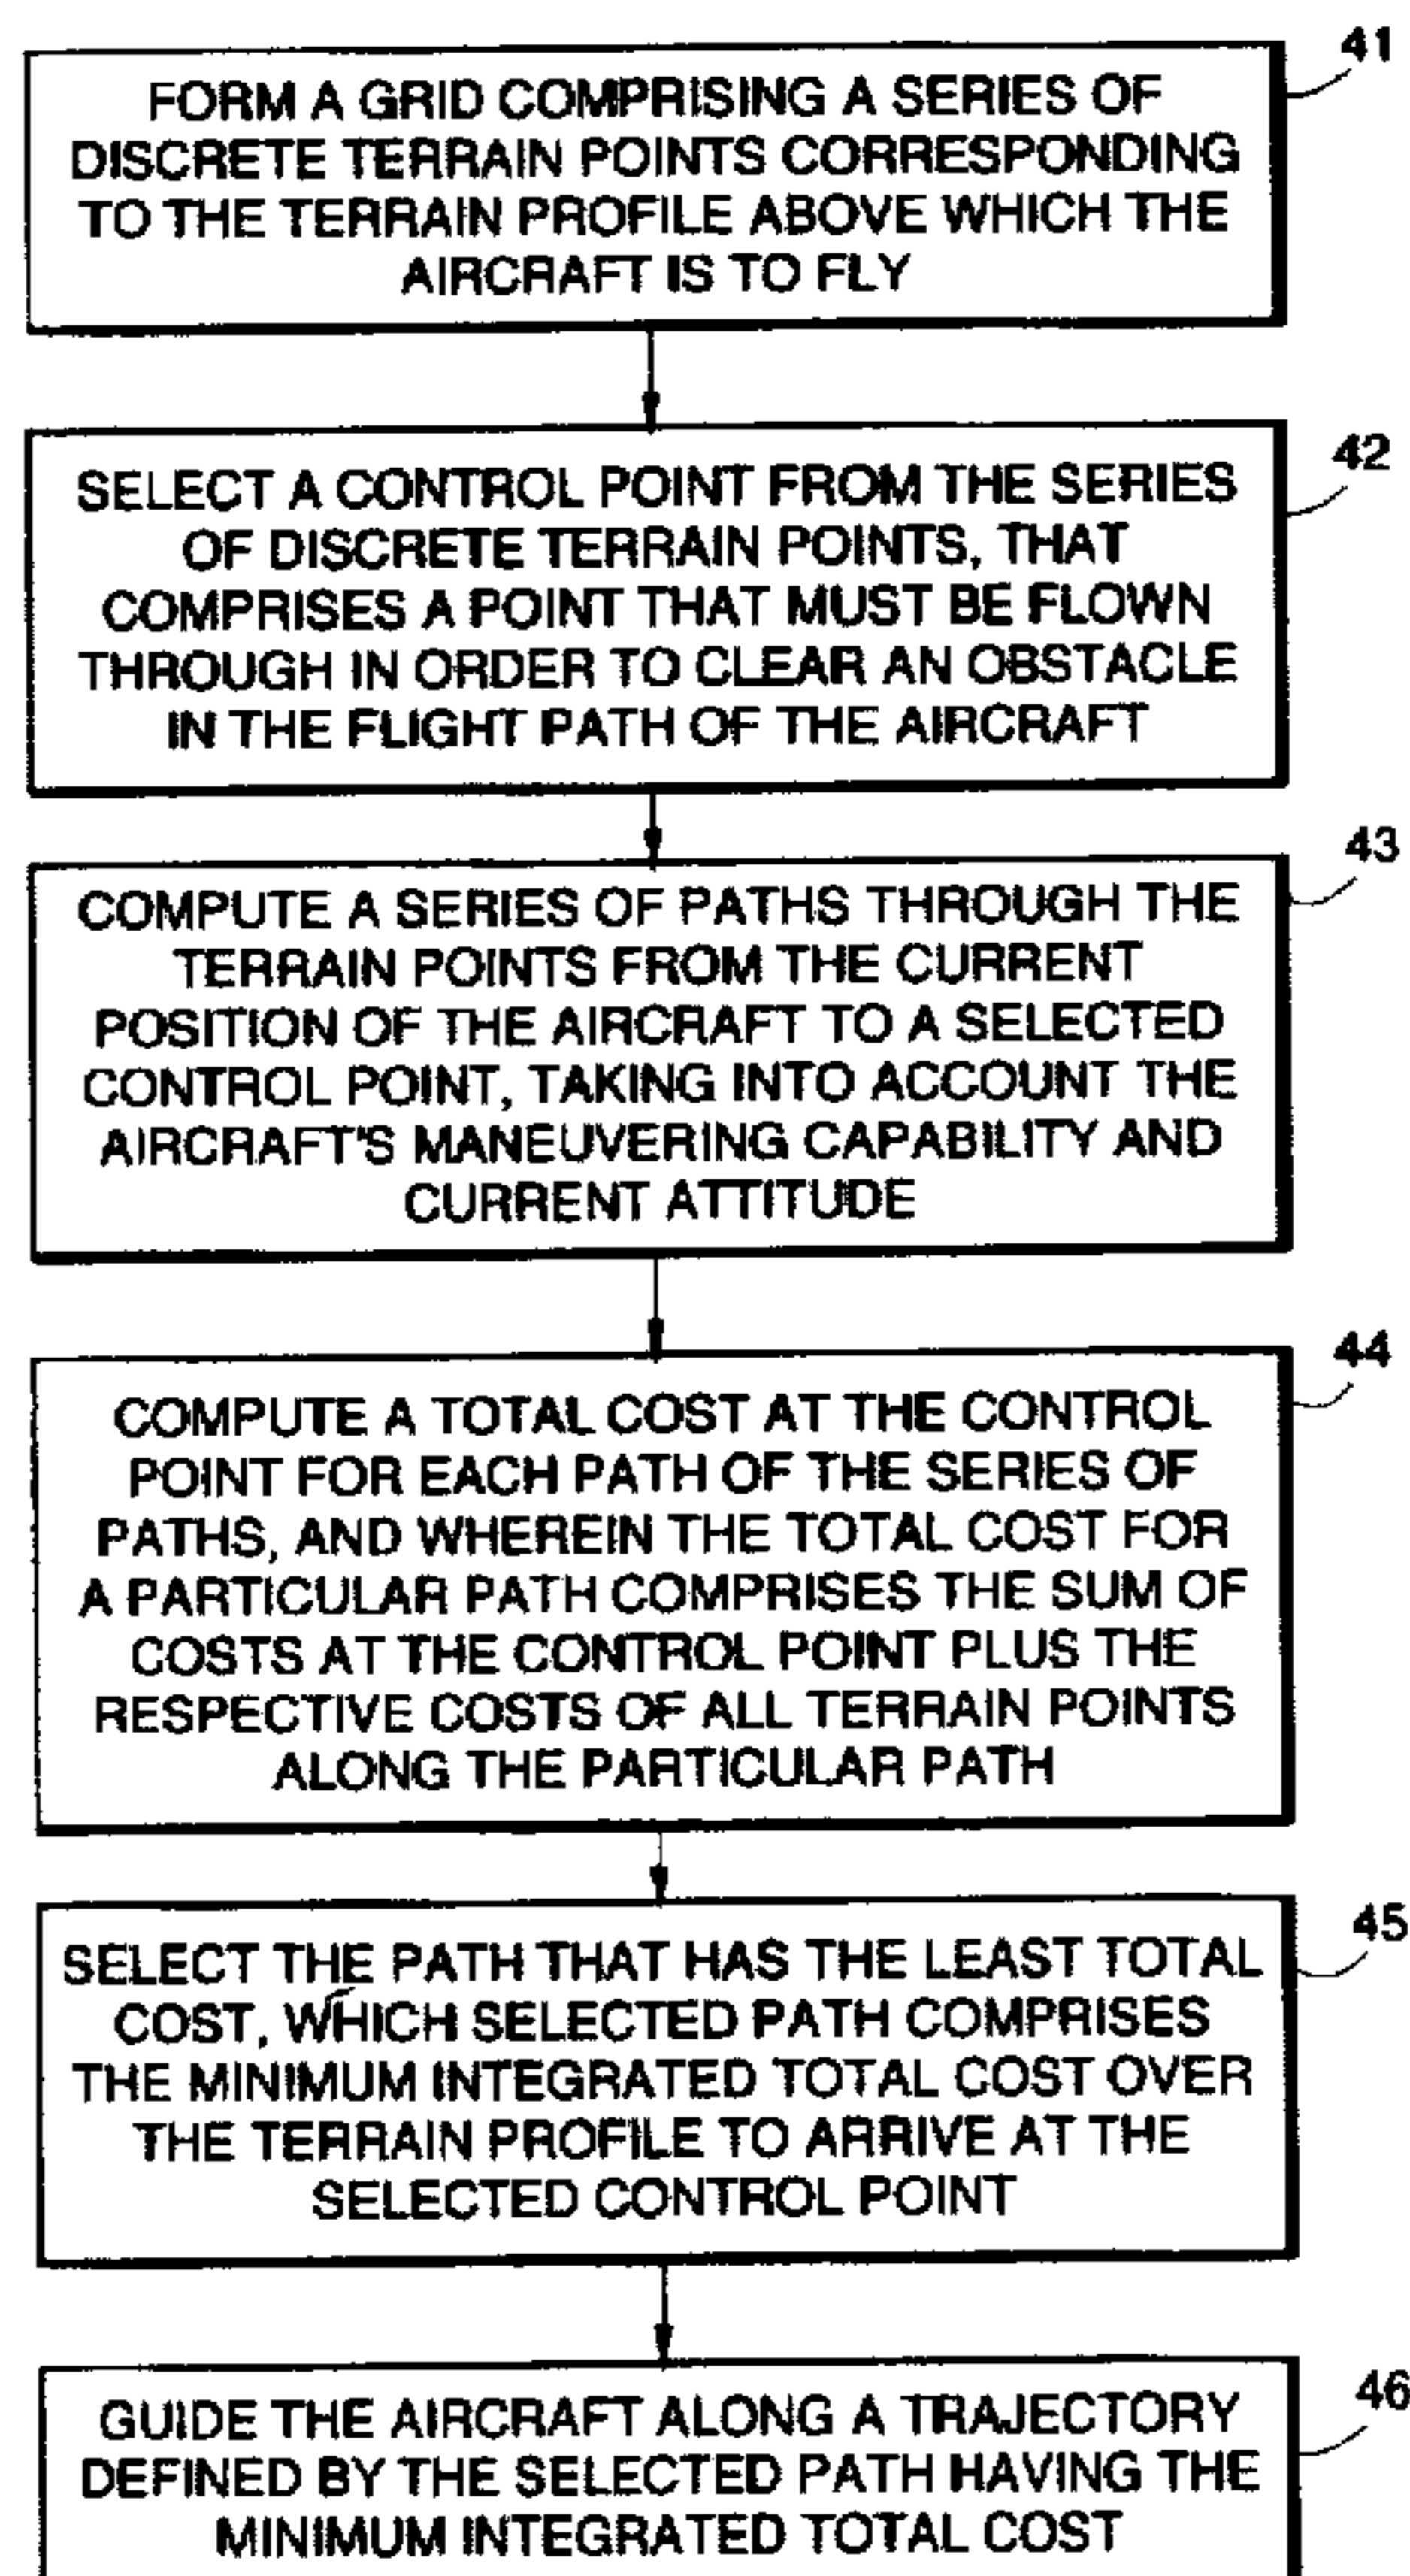 41
FORM A GRID COMPRISING A SERIES OF
DISCRETE TERRAIN POINTS CORRESPONDING
TO THE TERRAIN PROFILE ABOVE WHICH THE
AIRCRAFT IS TO FLY
42
SELECT A CONTROL POINT FROM THE SERIES
OF DISCRETE TERRAIN POINTS, THAT
COMPRISES A POINT THAT MUST BE FLOWN
THROUGH IN ORDER TO CLEAR AN OBSTACLE
IN THE FLIGHT PATH OF THE AIRCRAFT
43
COMPUTE A SERIES OF PATHS THROUGH THE
TERRAIN POINTS FROM THE CURRENT
POSITION OF THE AIRCRAFT TO A SELECTED
CONTROL POINT, TAKING INTO ACCOUNT THE
AIRCRAFT'S MANEUVERING CAPABILITY AND
CURRENT ATTITUDE
44
COMPUTE A TOTAL COST AT THE CONTROL
POINT FOR EACH PATH OF THE SERIES OF
PATHS, AND WHEREIN THE TOTAL COST FOR
A PARTICULAR PATH COMPRISES THE SUM OF
COSTS AT THE CONTROL POINT PLUS THE
RESPECTIVE COSTS OF ALL TERRAIN POINTS
ALONG THE PARTICULAR PATH
45
SELECT THE PATH THAT HAS THE LEAST TOTAL
COST, WHICH SELECTED PATH COMPRISES
THE MINIMUM INTEGRATED TOTAL COST OVER
THE TERRAIN PROFILE TO ARRIVE AT THE
SELECTED CONTROL POINT
46
GUIDE THE AIRCRAFT ALONG A TRAJECTORY
DEFINED BY THE SELECTED PATH HAVING THE
MINIMUM INTEGRATED TOTAL COST